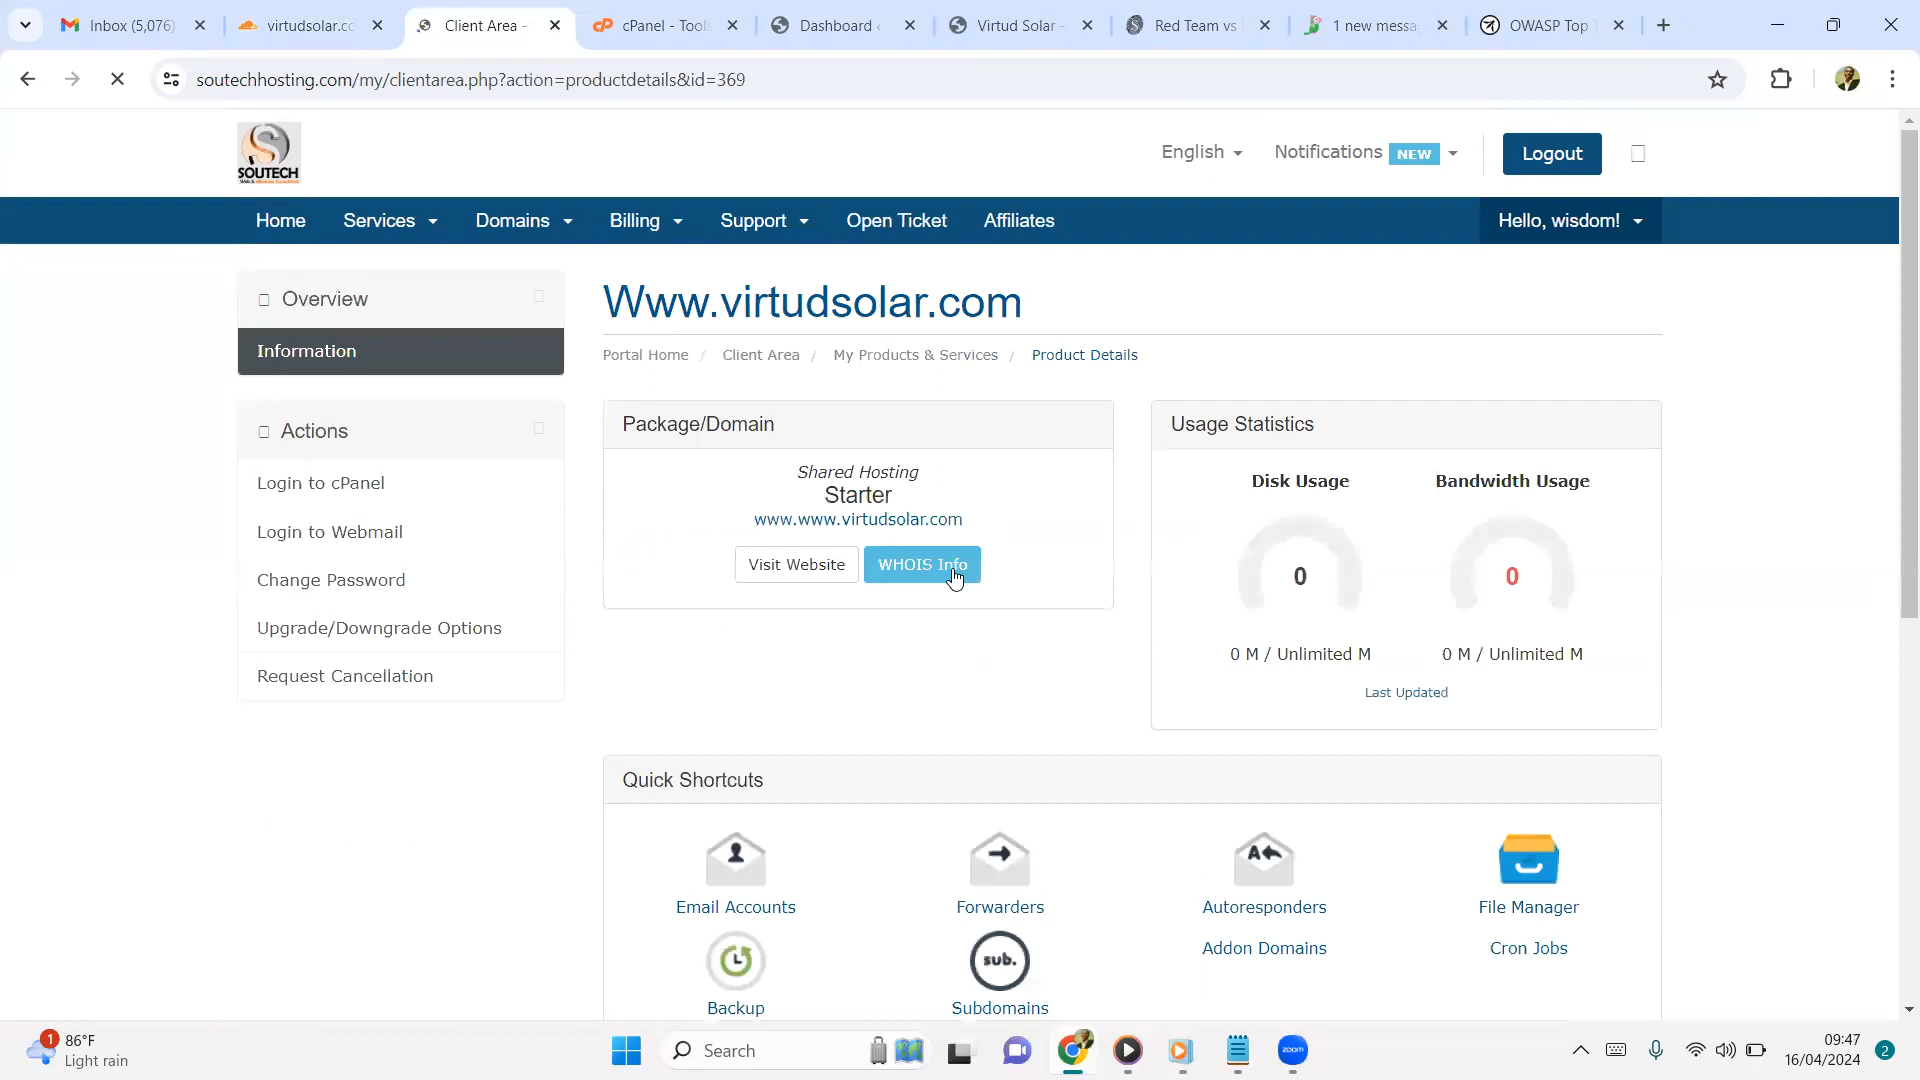 Inbox (5,076)
virtudsolar.co
Client Area -
cPanel - Tools
Dashboard ‹
Virtud Solar –
Red Team vs
1 new messa
OWASP Top
soutechhosting.com/my/clientarea.php?action=productdetails&id=369
SOUTECH
English
Notifications NEW
Logout
Home
Services
Domains
Billing
Support
Open Ticket
Affiliates
Hello, wisdom!
Overview
Information
Actions
Login to cPanel
Login to Webmail
Change Password
Upgrade/Downgrade Options
Request Cancellation
Www.virtudsolar.com
Portal Home / Client Area / My Products & Services / Product Details
Package/Domain
Shared Hosting
Starter
www.www.virtudsolar.com
Visit Website
WHOIS Info
Usage Statistics
Disk Usage
Bandwidth Usage
0
0
0 M / Unlimited M
0 M / Unlimited M
Last Updated
Quick Shortcuts
Email Accounts
Forwarders
A
Autoresponders
File Manager
Backup
sub.
Subdomains
Addon Domains
Cron Jobs
1
86°F
Light rain
Search
zoom
09:47
16/04/2024
2